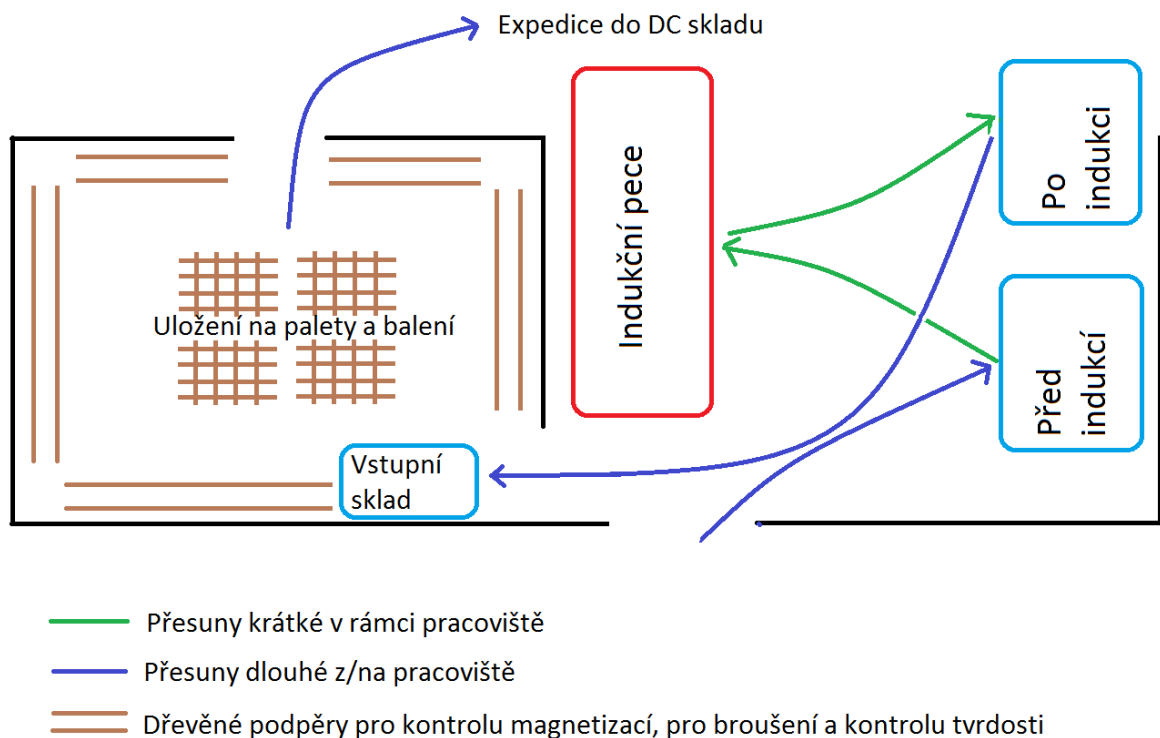 Expedice do DC skladu
Indukční pece
Po
indukci
Před
indukcí
Uložení na palety a balení
Vstupní
sklad
Přesuny krátké v rámci pracoviště
Přesuny dlouhé z/na pracoviště
Dřevěné podpěry pro kontrolu magnetizací, pro broušení a kontrolu tvrdosti